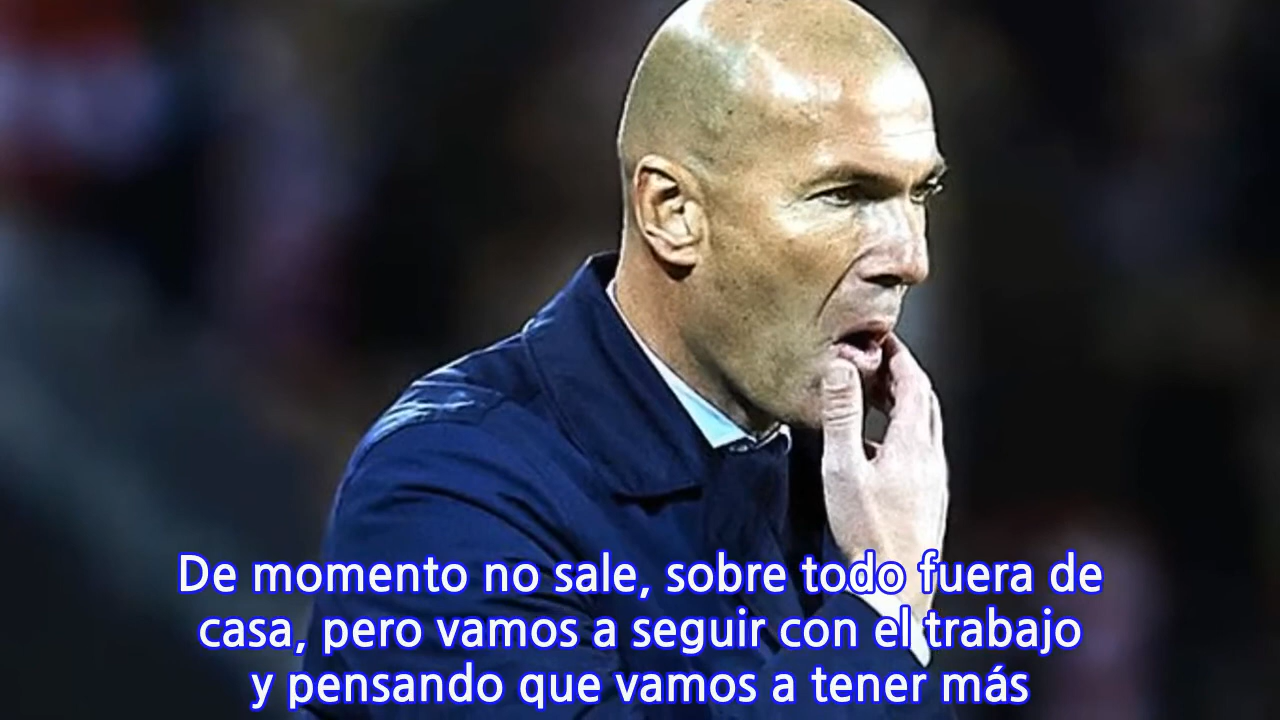 De momento no sale, sobre todo fuera de
casa, pero vamos a seguir con el trabajo
y pensando que vamos a tener más